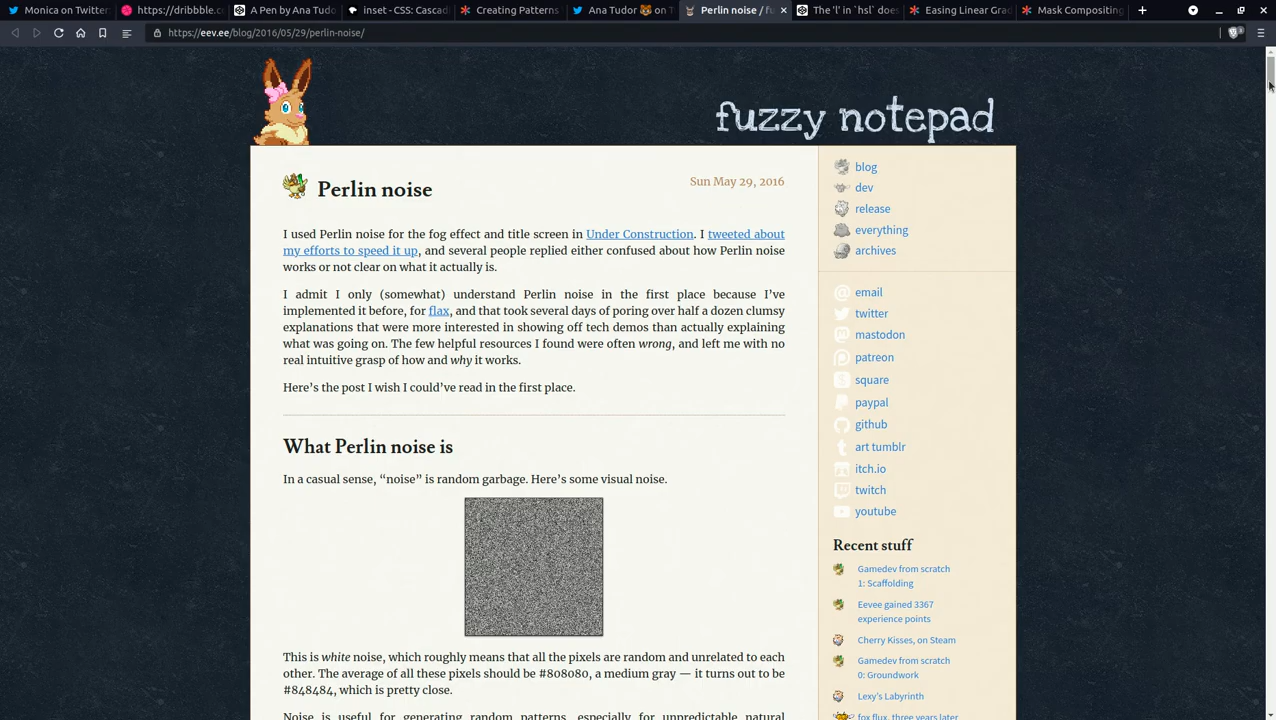 Monica on Twitter
https://dribbble.c
A Pen by Ana Tudo
inset - CSS: Cascad
Creating Patterns
Ana Tudor 🦁 on T
Perlin noise / fu
The 'l' in `hsl` does
Easing Linear Grad
Mask Compositing
https://eev.ee/blog/2016/05/29/perlin-noise/
fuzzy notepad
Perlin noise
Sun May 29, 2016
I used Perlin noise for the fog effect and title screen in Under Construction. I tweeted about
my efforts to speed it up, and several people replied either confused about how Perlin noise
works or not clear on what it actually is.
I admit I only (somewhat) understand Perlin noise in the first place because I've
implemented it before, for flax, and that took several days of poring over half a dozen clumsy
explanations that were more interested in showing off tech demos than actually explaining
what was going on. The few helpful resources I found were often wrong, and left me with no
real intuitive grasp of how and why it works.
Here's the post I wish I could've read in the first place.
What Perlin noise is
In a casual sense, “noise” is random garbage. Here's some visual noise.
This is white noise, which roughly means that all the pixels are random and unrelated to each
other. The average of all these pixels should be #808080, a medium gray — it turns out to be
#848484, which is pretty close.
Noise is useful for generating random patterns, especially for unpredictable natural
blog
dev
release
everything
archives
email
twitter
mastodon
patreon
square
paypal
github
art tumblr
itch.io
twitch
youtube
Recent stuff
Gamedev from scratch
1: Scaffolding
Eevee gained 3367
experience points
Cherry Kisses, on Steam
Gamedev from scratch
0: Groundwork
Lexy's Labyrinth
fox flux, three years later